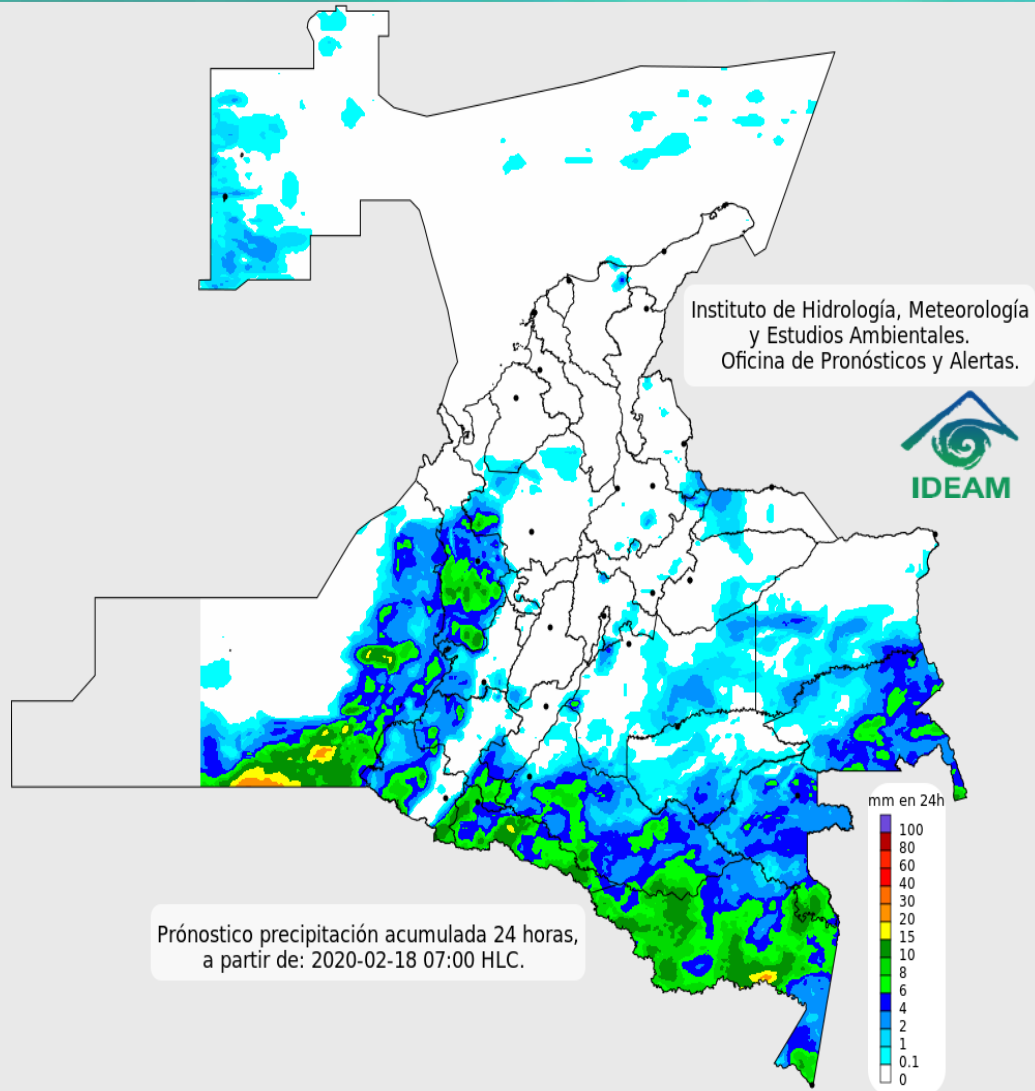 Instituto de Hidrología, Meteorología
y Estudios Ambientales.
Oficina de Pronósticos y Alertas.
IDEAM
mm en 24h
100
80
60
40
30
20
15
10
8
6
4
2
1
0.1
0
Prónostico precipitación acumulada 24 horas,
a partir de: 2020-02-18 07:00 HLC.